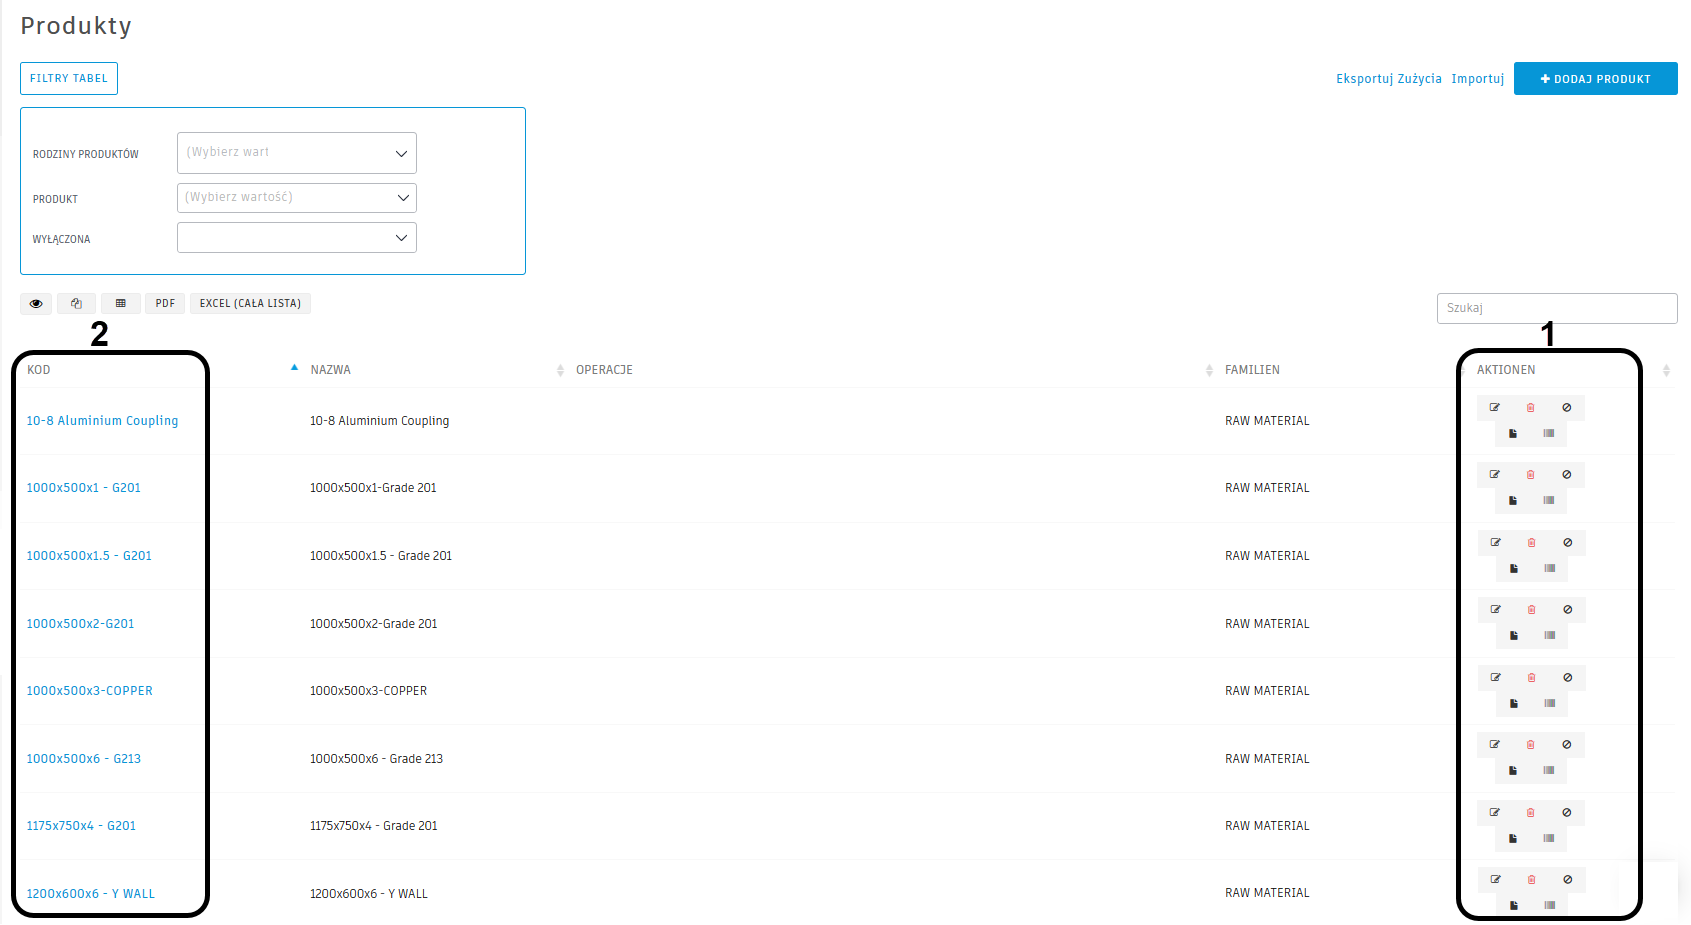 Produkty
FILTRY TABEL
Eksportuj Zużycia Importuj DODAJ PRODUKT
RODZINY PRODUKTÓW (Wybierz wart
PRODUKT (Wybierz wartość)
WYŁĄCZONA
PDF EXCEL (CAŁA LISTA) Szukaj
2 1
KOD NAZWA OPERACJE FAMILIEN AKTIONEN
10-8 Aluminium Coupling 10-8 Aluminium Coupling RAW MATERIAL
1000x500x1 - G201 1000x500x1-Grade 201 RAW MATERIAL
1000x500x1.5 - G201 1000x500x1.5 - Grade 201 RAW MATERIAL
1000x500x2-G201 1000x500x2-Grade 201 RAW MATERIAL
1000x500x3-COPPER 1000x500x3-COPPER RAW MATERIAL
1000x500x6 - G213 1000x500x6 - Grade 213 RAW MATERIAL
1175x750x4 - G201 1175x750x4 - Grade 201 RAW MATERIAL
1200x600x6 - Y WALL 1200x600x6 - Y WALL RAW MATERIAL